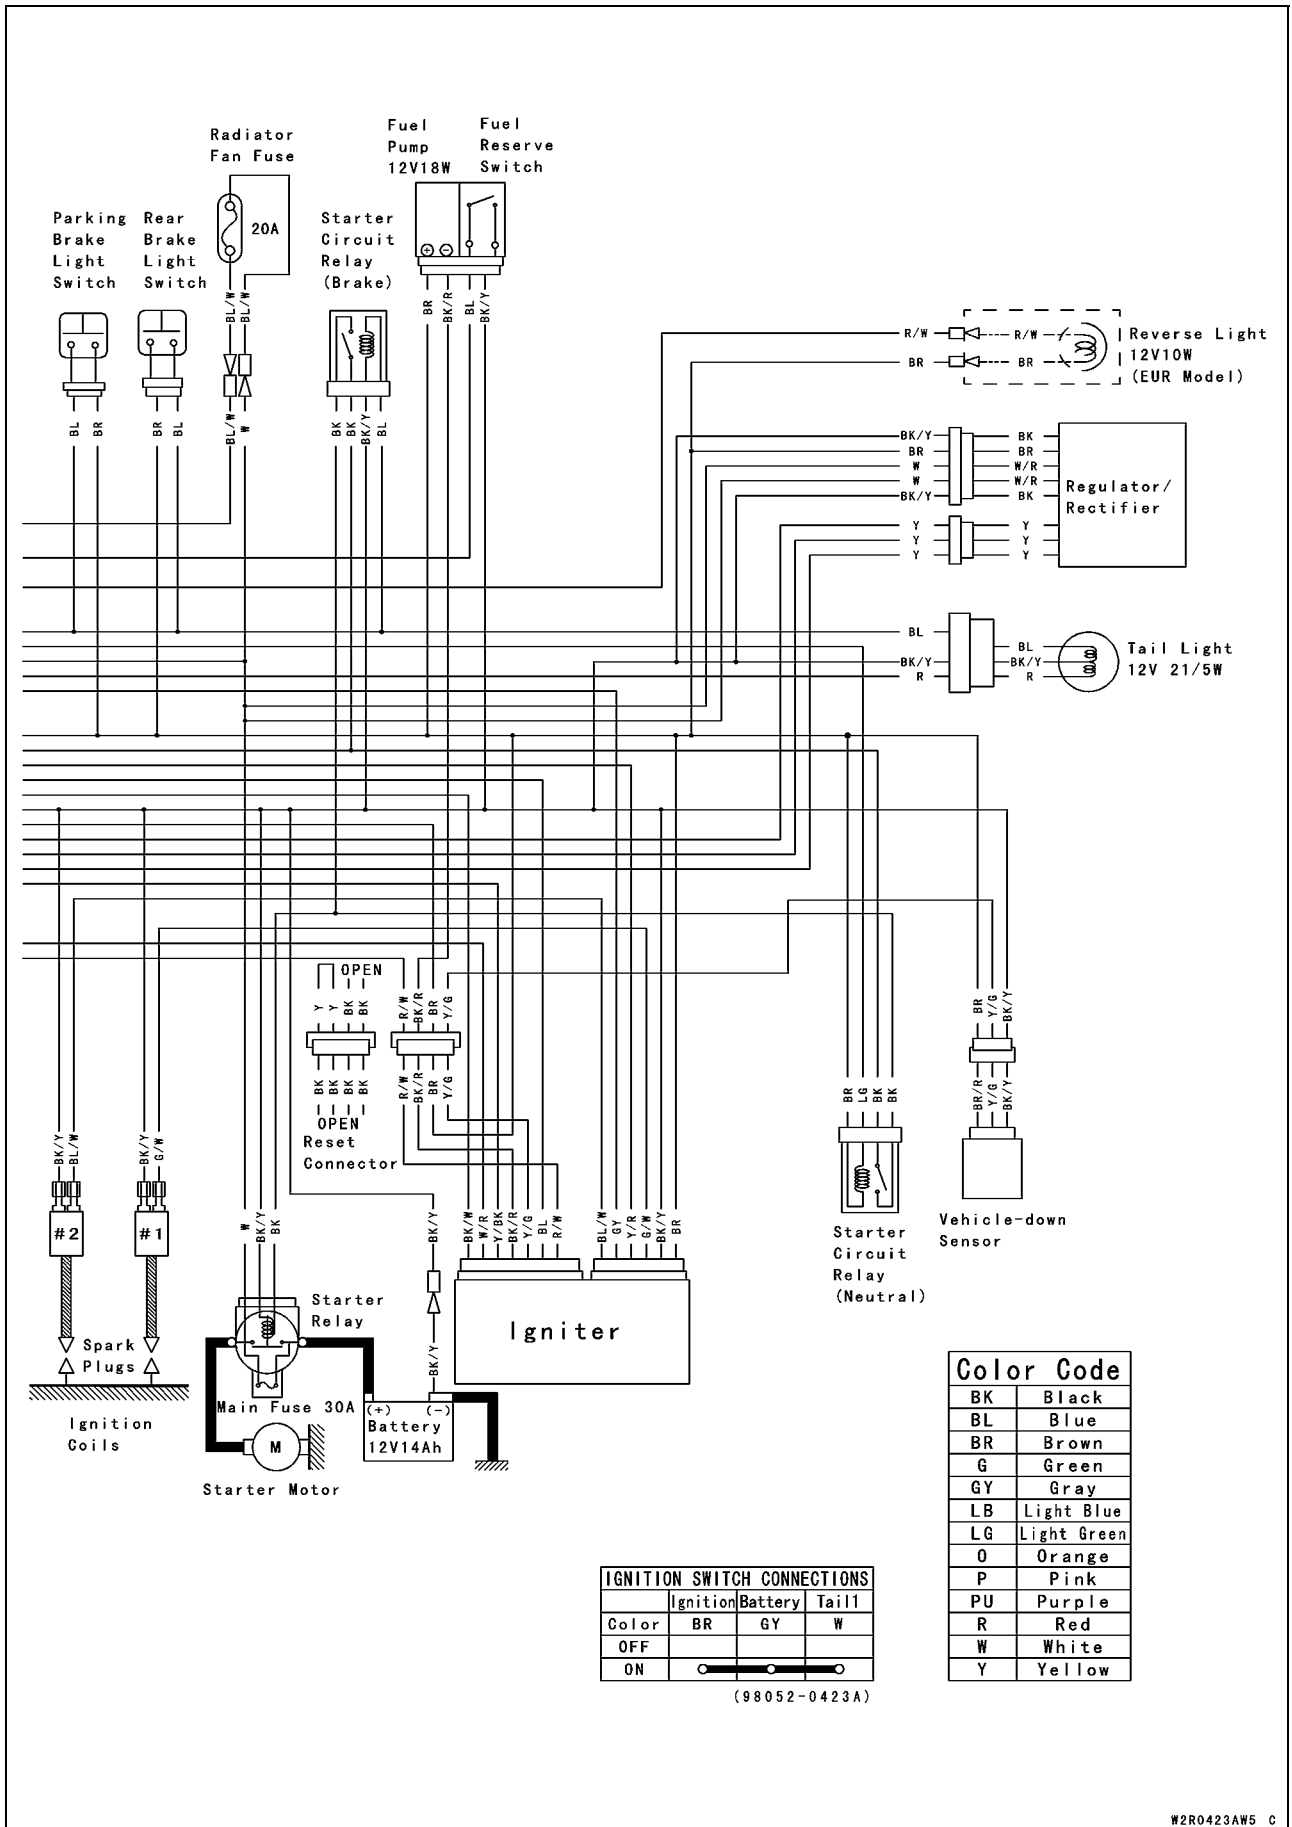 Radiator
Fan Fuse
20A
Fuel
Pump
12V18W
Fuel
Reserve
Switch
Parking
Brake
Light
Switch
Rear
Brake
Light
Switch
Starter
Circuit
Relay
(Brake)
BL/W
BL/W
BR
BK/R
BL
BK/Y
BL
BR
BR
BL
BL/W
W
BK
BK
BK/Y
BL
R/W
R/W
BR
BR
Reverse Light
12V10W
(EUR Model)
BK/Y
BK
BR
BR
W
W/R
W
W/R
BK/Y
BK
Y
Y
Y
Y
Y
Y
Regulator/
Rectifier
BL
BL
BK/Y
BK/Y
R
R
Tail Light
12V 21/5W
OPEN
Y
Y
BK
BK
BK
BK
BK
BK
OPEN
Reset
Connector
R/W
BK/R
BR
Y/G
R/W
BK/R
BR
Y/G
BR
Y/G
BK/Y
BR/R
Y/G
BK/Y
Vehicle-down
Sensor
BR
LG
BK
BK
Starter
Circuit
Relay
(Neutral)
BK/Y
BL/W
BK/Y
G/W
#2
#1
Spark
Plugs
Ignition
Coils
W
BK/Y
BK
Starter
Relay
Main Fuse 30A
M
Starter Motor
BK/Y
BK/Y
(+)
(-)
Battery
12V14Ah
BK/W
W/R
Y/BK
BK/R
Y/G
BL
R/W
BL/W
GY
Y/R
G/W
BK/Y
BR
Igniter
Color Code
BK Black
BL Blue
BR Brown
G Green
GY Gray
LB Light Blue
LG Light Green
O Orange
P Pink
PU Purple
R Red
W White
Y Yellow
IGNITION SWITCH CONNECTIONS
Ignition Battery Tail1
Color BR GY W
OFF
ON
(98052-0423A)
W2R0423AW5 C